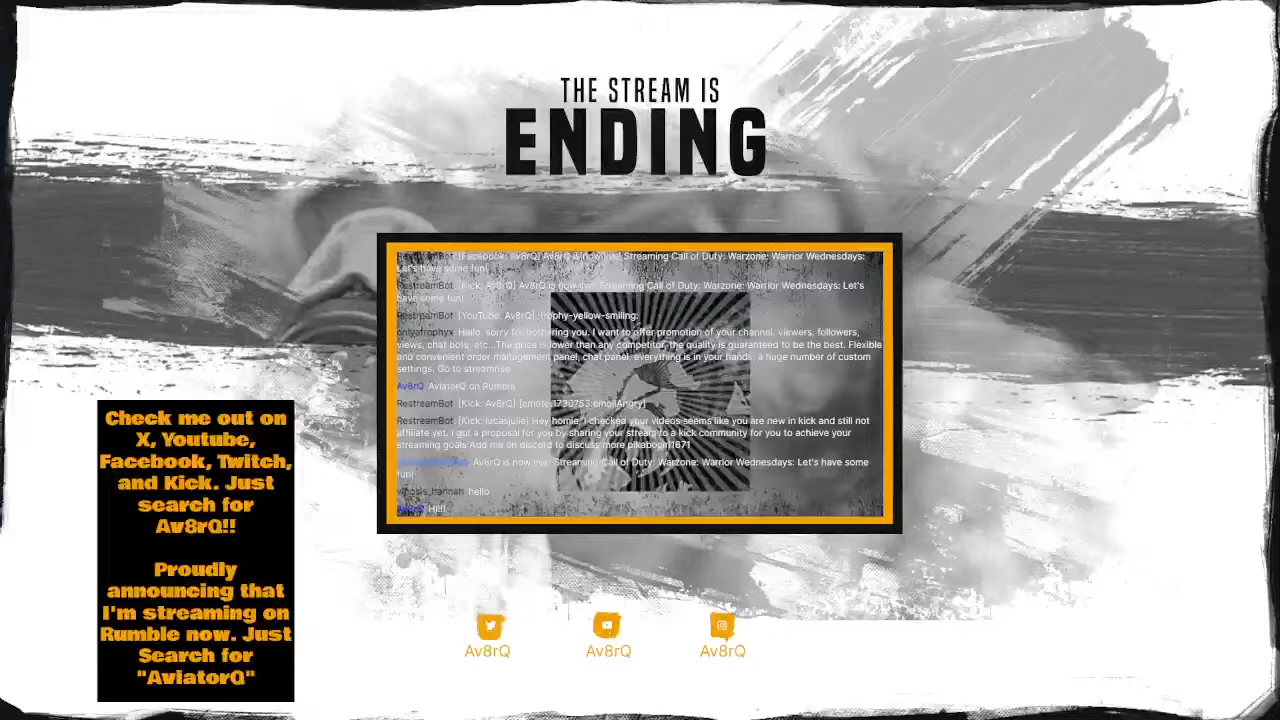 THE STREAM IS
ENDING
RestreamBot [Facebook: av8rQ] Av8rQ is now live! Streaming Call of Duty: Warzone: Warrior Wednesdays:
Let's have some fun!
RestreamBot [Kick: Av8rQ] Av8rQ is now live! Streaming Call of Duty: Warzone: Warrior Wednesdays: Let's
have some fun!
RestreamBot [YouTube: Av8rQ] :trophy-yellow-smiling:
Hello, sorry for bothering you. I want to offer promotion of your channel, viewers, followers,
views, chat bots, etc...The price is lower than any competitor, the quality is guaranteed to be the best. Flexible
and convenient order management panel, chat panel, everything is in your hands, a huge number of custom
settings. Go to streamrise
Av8rQ AviatorQ on Rumble
RestreamBot [Kick: Av8rQ] [emote:1730753:emojiAngry]
RestreamBot [Kick: lucasjulie] Hey homie, i checked your videos seems like you are new in kick and still not
affiliate yet. i got a proposal for you by sharing your stream to a kick community for you to achieve your
streaming goals Add me on discord to discuss more
Av8rQ is now live! Streaming Call of Duty: Warzone: Warrior Wednesdays: Let's have some
fun!
hello
Av8rQ Hi!!
Check me out on
X, Youtube,
Facebook, Twitch,
and Kick. Just
search for
Av8rQ!!
Proudly
announcing that
I'm streaming on
Rumble now. Just
Search for
"AviatorQ"
Av8rQ
Av8rQ
Av8rQ